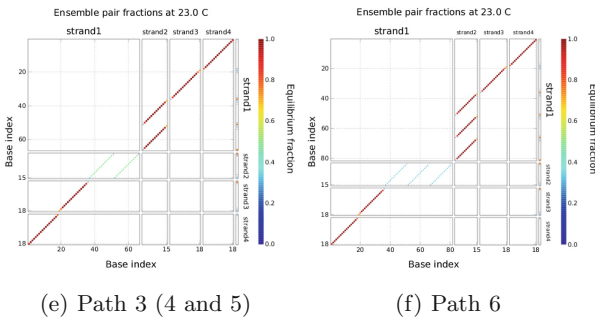 Ensemble pair fractions at 23.0 C
strand1 strand2 strand3 strand4
20
40
60
15
18
18
20 40 60 15 18 18
Base index
Base index
strand1
strand2
strand3
strand4
1.0
0.8
0.6
0.4
0.2
0.0
Equilibrium fraction
(e) Path 3 (4 and 5)
Ensemble pair fractions at 23.0 C
strand1 strand2 strand3 strand4
20
40
60
80
15
18
18
20 40 60 80 15 18 18
Base index
Base index
strand1
strand2
strand3
strand4
1.0
0.8
0.6
0.4
0.2
0.0
Equilibrium fraction
(f) Path 6